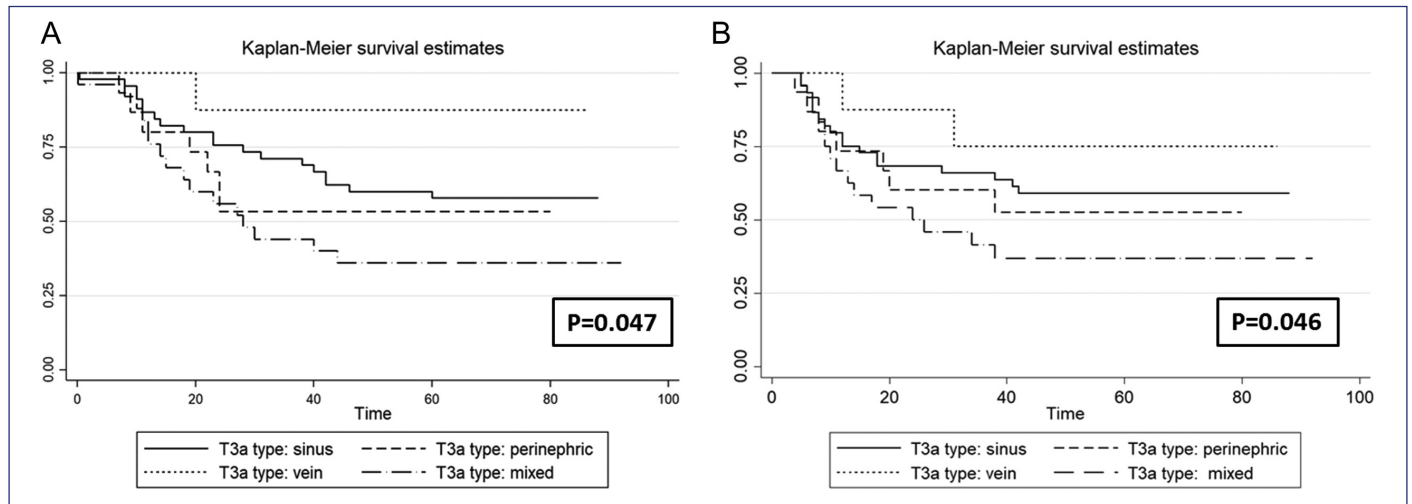 A
Kaplan-Meier survival estimates
1.00
0.75
0.50
0.25
0.00
0 20 40 60 80 100
Time
P=0.047
T3a type: sinus T3a type: perinephric
T3a type: vein T3a type: mixed
B
Kaplan-Meier survival estimates
1.00
0.75
0.50
0.25
0.00
0 20 40 60 80 100
Time
P=0.046
T3a type: sinus T3a type: perinephric
T3a type: vein T3a type: mixed